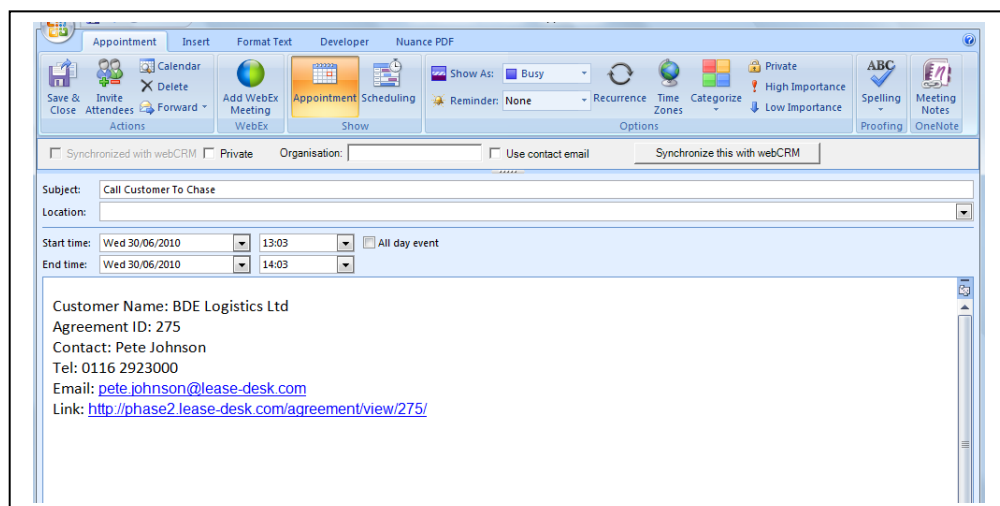 Appointment Insert Format Text Developer Nuance PDF
Save & Close
Invite Attendees
Calendar
Delete
Forward
Actions
Add WebEx Meeting
WebEx
Appointment
Scheduling
Show
Show As: Busy
Reminder: None
Recurrence
Time Zones
Categorize
Private
High Importance
Low Importance
Options
ABC
Spelling
Proofing
Meeting Notes
OneNote
Synchronized with webCRM Private Organisation: Use contact email Synchronize this with webCRM
Subject: Call Customer To Chase
Location:
Start time: Wed 30/06/2010 13:03 All day event
End time: Wed 30/06/2010 14:03
Customer Name: BDE Logistics Ltd
Agreement ID: 275
Contact: Pete Johnson
Tel: 0116 2923000
Email: pete.johnson@lease-desk.com
Link: http://phase2.lease-desk.com/agreement/view/275/